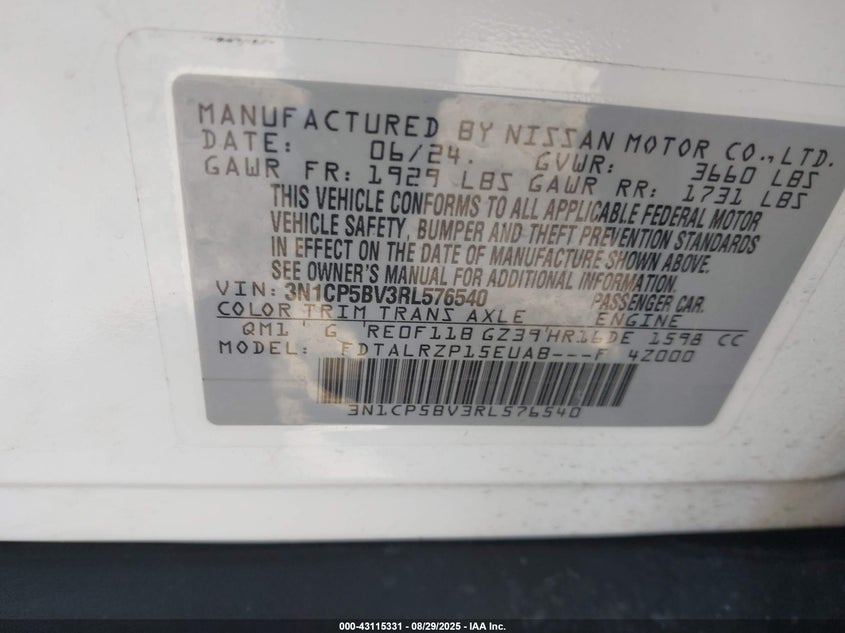 MANUFACTURED BY NISSAN MOTOR CO., LTD.
DATE: 06/24. GVWR: 3660 LBS
GAWR FR: 1929 LBS GAWR RR: 1731 LBS
THIS VEHICLE CONFORMS TO ALL APPLICABLE FEDERAL MOTOR
VEHICLE SAFETY, BUMPER AND THEFT PREVENTION STANDARDS
IN EFFECT ON THE DATE OF MANUFACTURE SHOWN ABOVE.
SEE OWNER'S MANUAL FOR ADDITIONAL INFORMATION.
VIN: 3N1CP5BV3RL576540 PASSENGER CAR.
COLOR TRIM TRANS AXLE ENGINE
QM1 G RE0F11B GZ39 HR16DE 1598 CC
MODEL: FDTALRZP15EUAB---F 4Z000
3N1CP5BV3RL576540
000-43115331 - 08/29/2025 - IAA Inc.